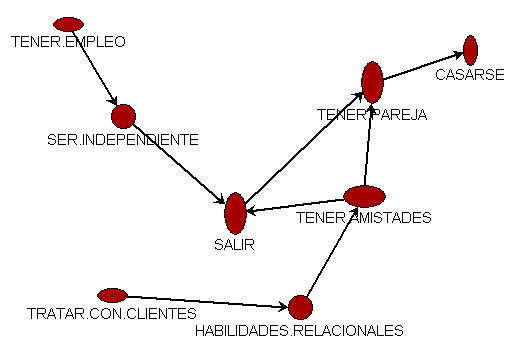 TENER.EMPLEO
CASARSE
TENER.PAREJA
SER.INDEPENDIENTE
TENER.AMISTADES
SALIR
TRATAR.CON.CLIENTES
HABILIDADES.RELACIONALES